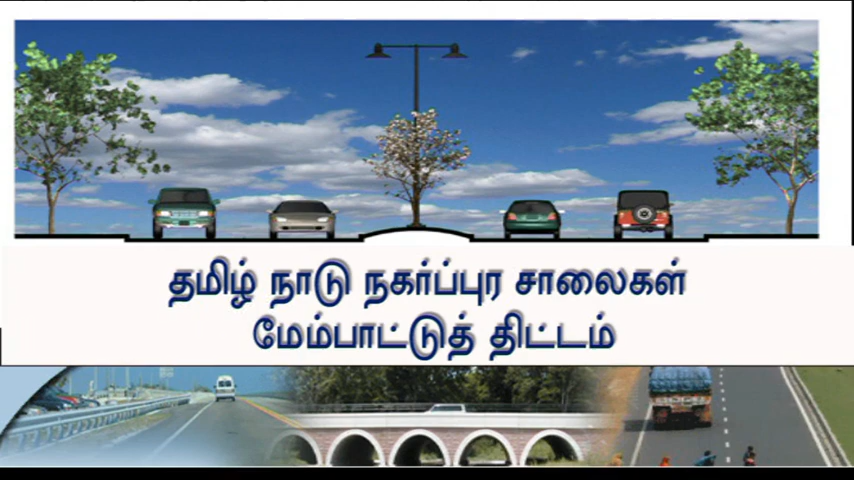 தமிழ் நாடு நகர்ப்புர சாலைகள்
மேம்பாட்டுத் திட்டம்